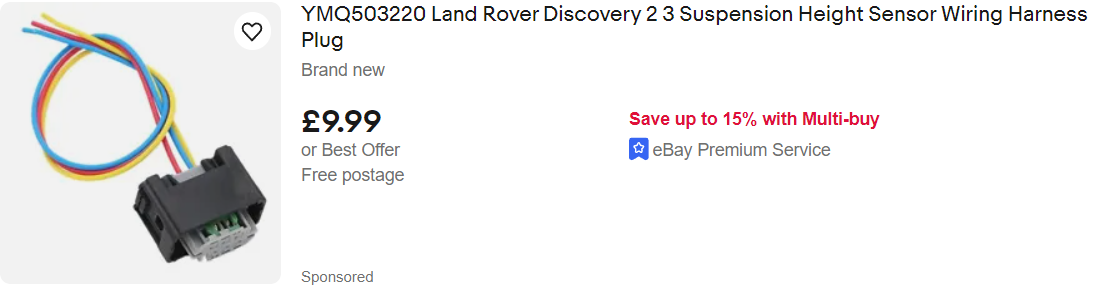 YMQ503220 Land Rover Discovery 2 3 Suspension Height Sensor Wiring Harness
Plug
Brand new
£9.99
or Best Offer
Free postage
Save up to 15% with Multi-buy
eBay Premium Service
Sponsored